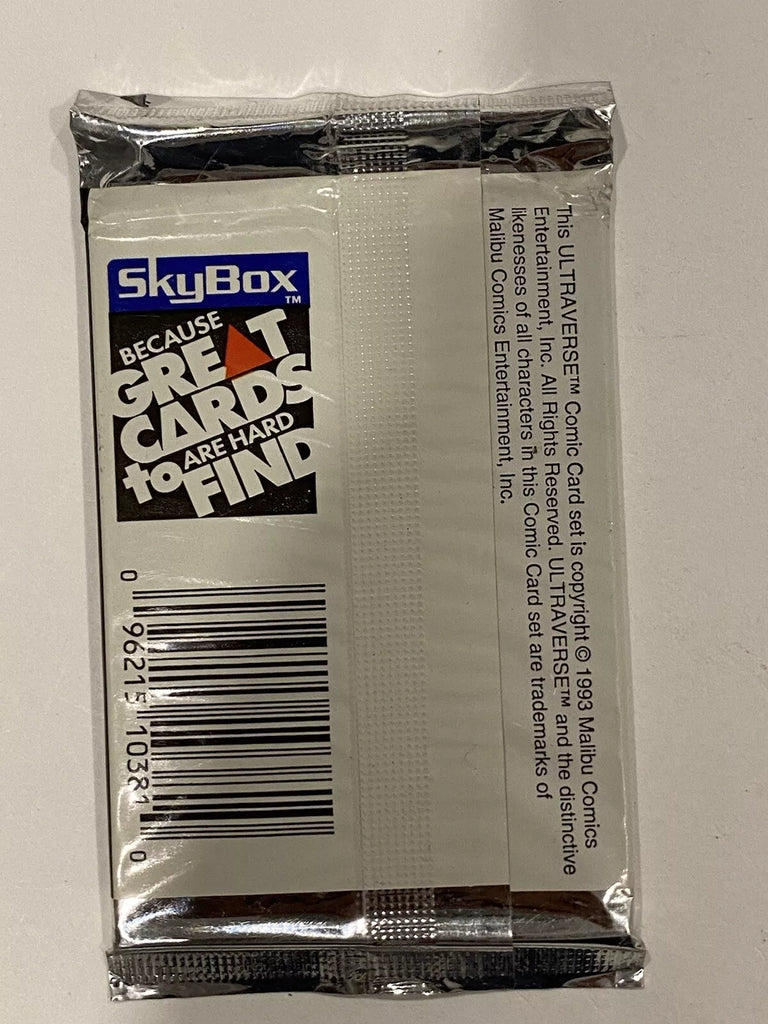 SkyBox™
BECAUSE
GREAT
CARDS
ARE HARD
to FIND
0 96215 10381 0
This ULTRAVERSE™ Comic Card set is copyright © 1993 Malibu Comics
Entertainment, Inc. All Rights Reserved. ULTRAVERSE™ and the distinctive
likenesses of all characters in this Comic Card set are trademarks of
Malibu Comics Entertainment, Inc.